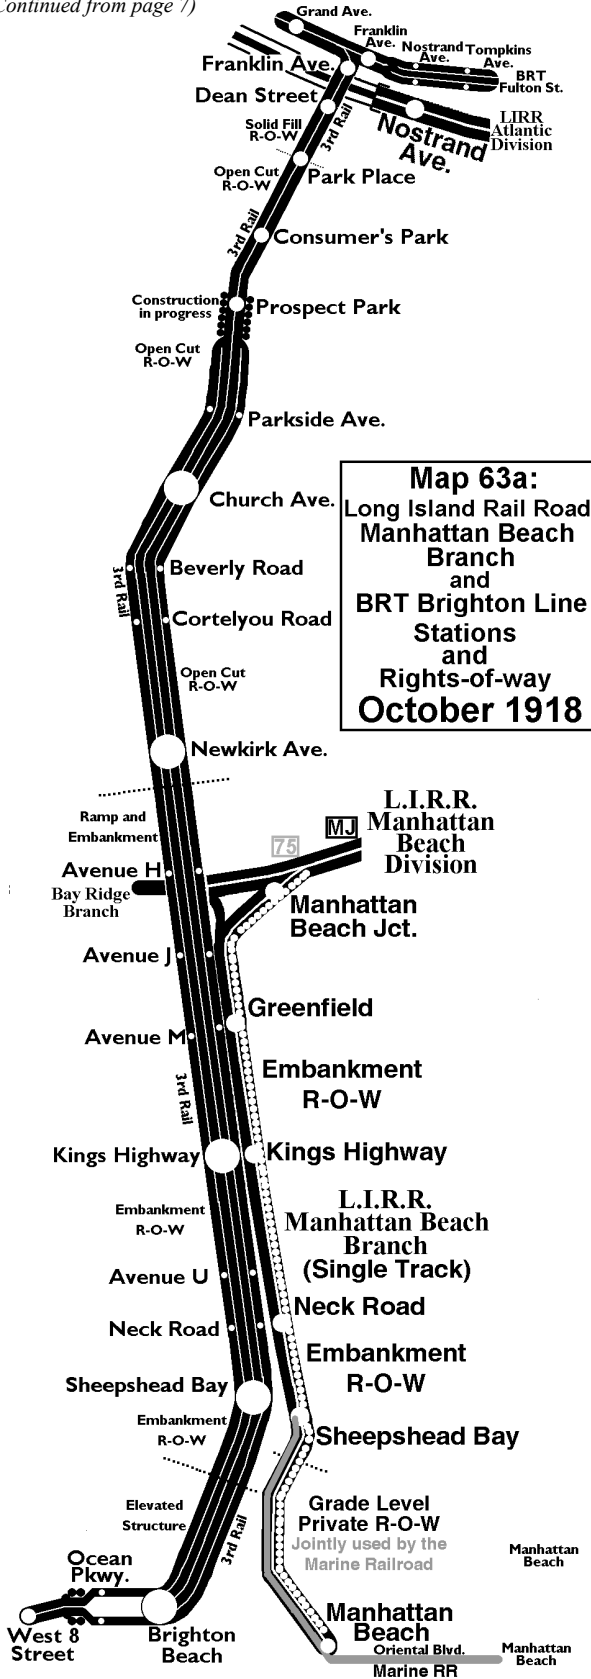 Continued from page 7)
Grand Ave.
Franklin
Ave.
Nostrand
Ave.
Tompkins
Ave.
BRT
Fulton St.
Franklin Ave.
Dean Street
LIRR
Atlantic
Division
Nostrand
Ave.
Solid Fill
R-O-W
3rd Rail
Open Cut
R-O-W
Park Place
3rd Rail
Consumer's Park
Construction
in progress
Prospect Park
Open Cut
R-O-W
Parkside Ave.
Map 63a:
Long Island Rail Road
Manhattan Beach
Branch
and
BRT Brighton Line
Stations
and
Rights-of-way
October 1918
Church Ave.
3rd Rail
Beverly Road
Cortelyou Road
Open Cut
R-O-W
Newkirk Ave.
Ramp and
Embankment
L.I.R.R.
Manhattan
Beach
Division
MJ
75
Avenue H
Bay Ridge
Branch
Manhattan
Beach Jct.
Avenue J
Greenfield
Avenue M
Embankment
R-O-W
3rd Rail
Kings Highway
Kings Highway
Embankment
R-O-W
L.I.R.R.
Manhattan Beach
Branch
(Single Track)
Avenue U
Neck Road
Neck Road
Embankment
R-O-W
Sheepshead Bay
Embankment
R-O-W
Sheepshead Bay
Elevated
Structure
3rd Rail
Grade Level
Private R-O-W
Jointly used by the
Marine Railroad
Manhattan
Beach
Ocean
Pkwy.
West 8
Street
Brighton
Beach
Manhattan
Beach
Oriental Blvd.
Marine RR
Manhattan
Beach